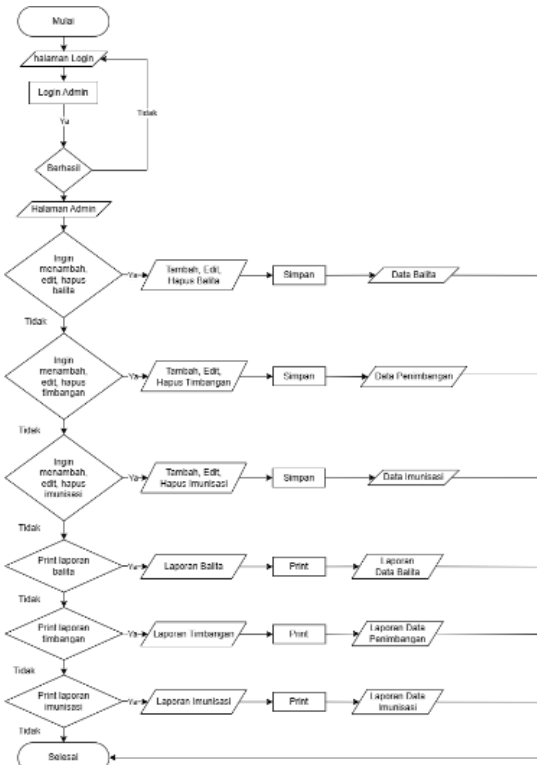 Mulai
halaman Login
Login Admin
Tidak
Ya
Berhasil
Halaman Admin
Ingin
menambah,
edit, hapus
balita
Ya
Tambah, Edit,
Hapus Balita
Simpan
Data Balita
Tidak
Ingin
menambah,
edit, hapus
timbangan
Ya
Tambah, Edit,
Hapus Timbangan
Simpan
Data Penimbangan
Tidak
Ingin
menambah,
edit, hapus
imunisasi
Ya
Tambah, Edit,
Hapus Imunisasi
Simpan
Data Imunisasi
Tidak
Print laporan
balita
Ya
Laporan Balita
Print
Laporan
Data Balita
Tidak
Print laporan
timbangan
Ya
Laporan Timbangan
Print
Laporan Data
Penimbangan
Tidak
Print laporan
imunisasi
Ya
Laporan Imunisasi
Print
Laporan Data
Imunisasi
Tidak
Selesai